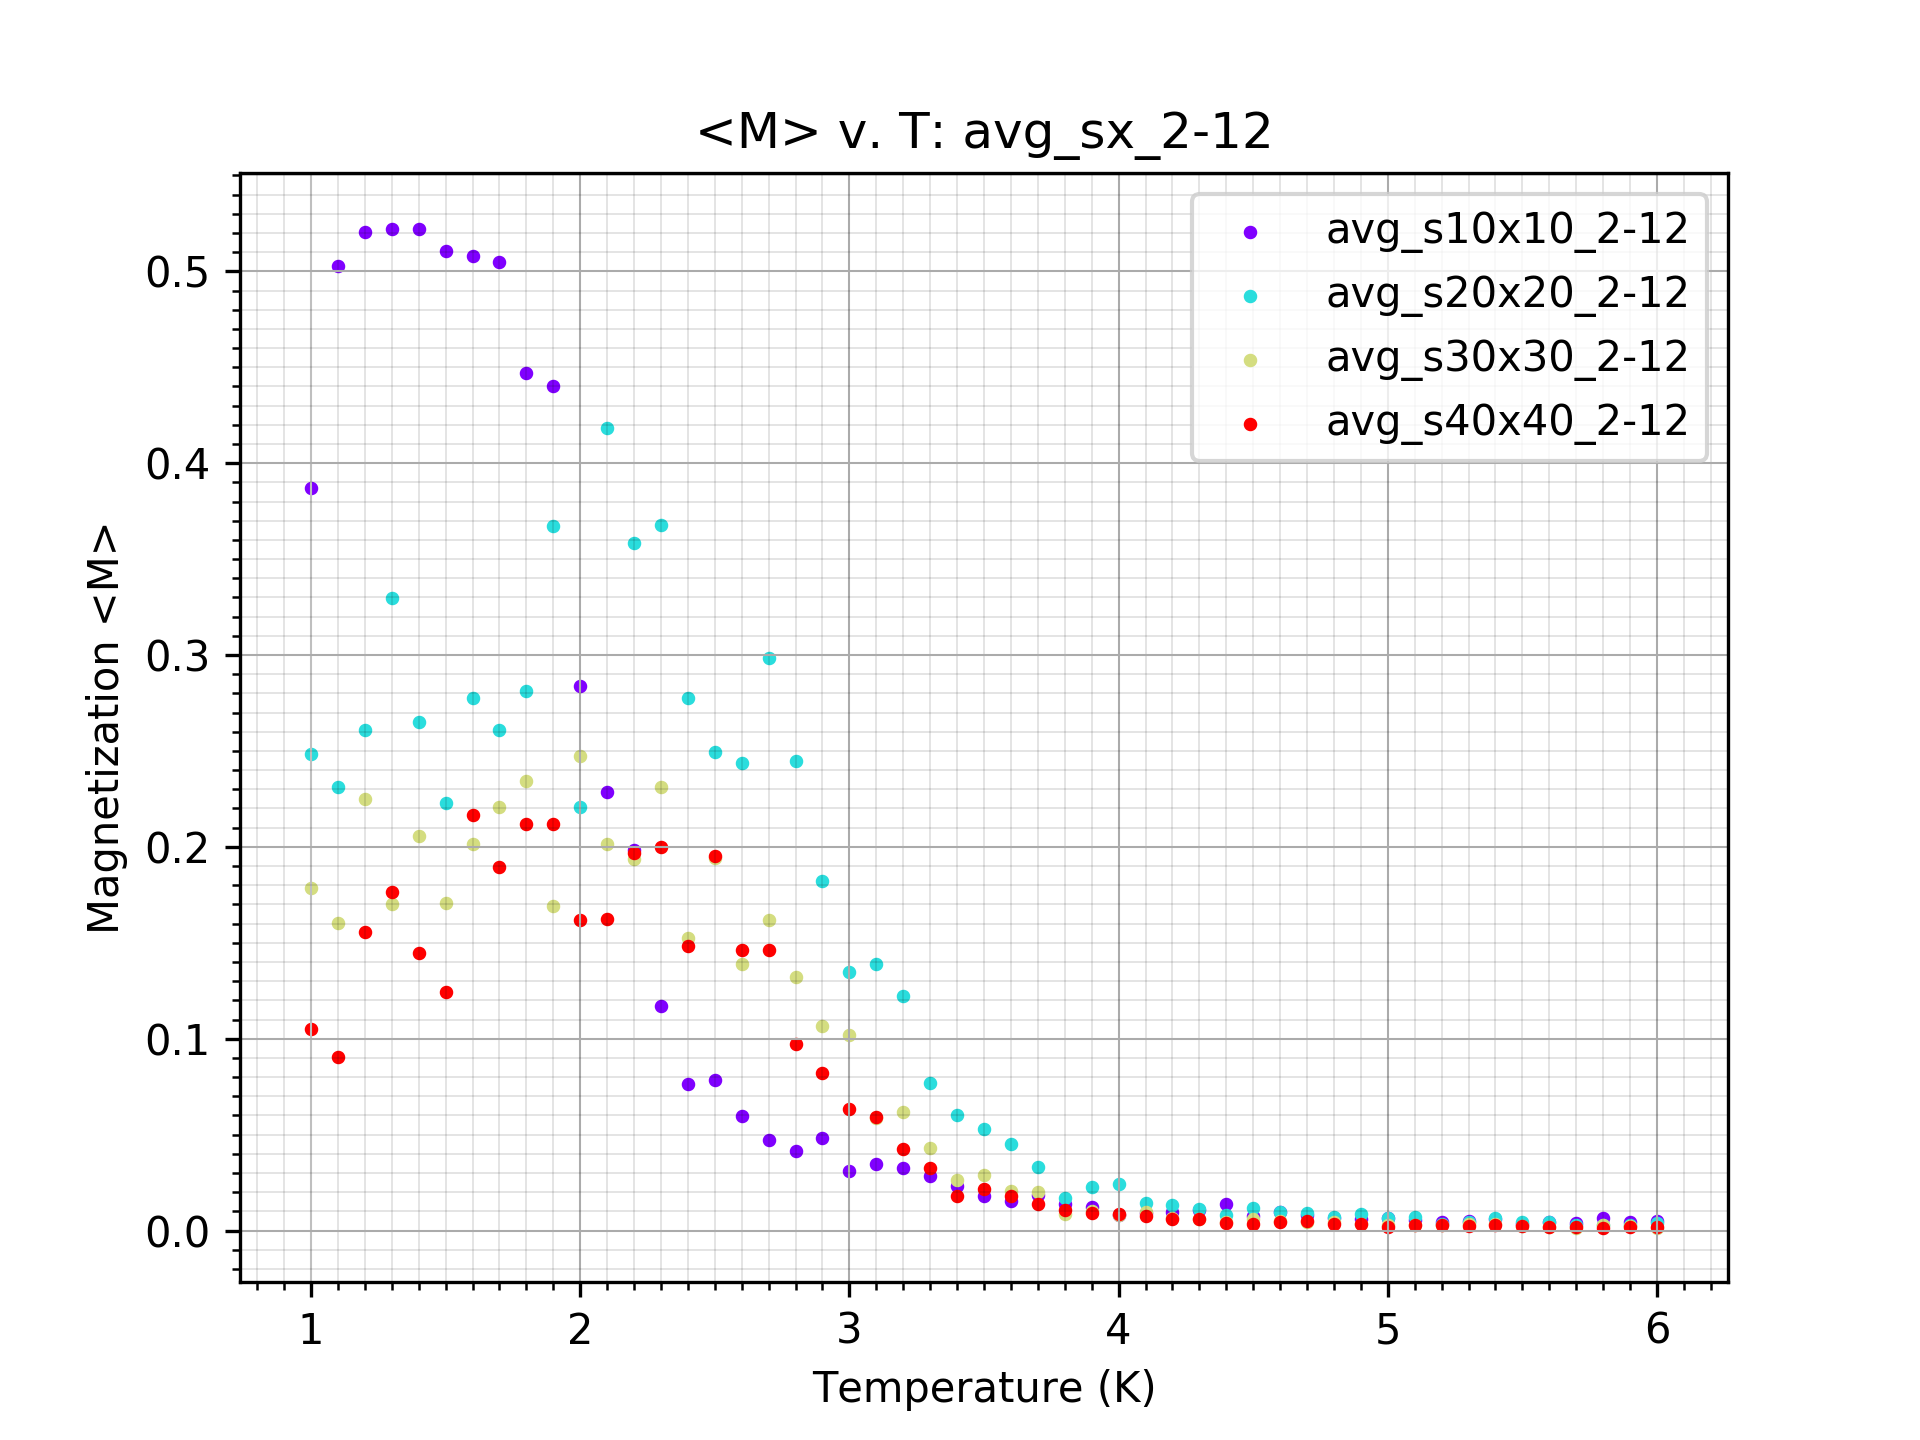 <M> v. T: avg_sx_2-12
avg_s10x10_2-12
avg_s20x20_2-12
avg_s30x30_2-12
avg_s40x40_2-12
0.5
0.4
0.3
0.2
0.1
0.0
Magnetization <M>
1 2 3 4 5 6
Temperature (K)